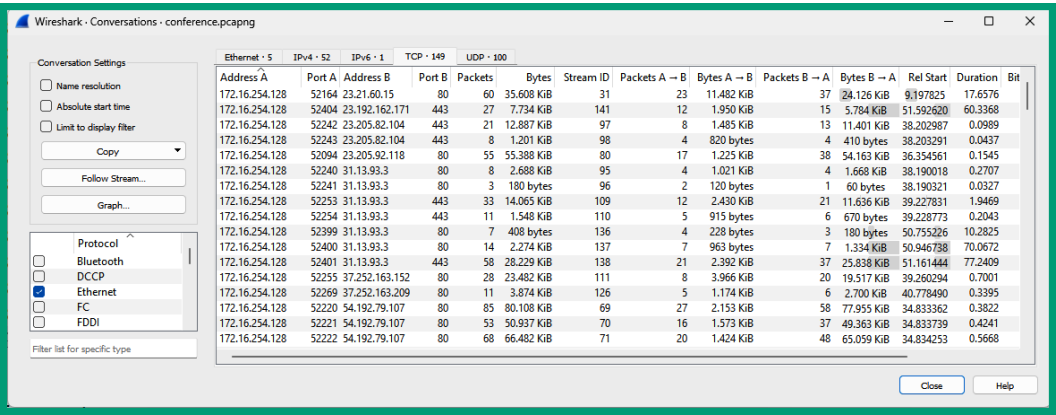 Wireshark · Conversations · conference.pcapng
Conversation Settings
Name resolution
Absolute start time
Limit to display filter
Copy
Follow Stream...
Graph...
Protocol
Bluetooth
DCCP
Ethernet
FC
FDDI
Filter list for specific type
Ethernet · 5 IPv4 · 52 IPv6 · 1 TCP · 149 UDP · 100
Address A Port A Address B Port B Packets Bytes Stream ID Packets A → B Bytes A → B Packets B → A Bytes B → A Rel Start Duration Bit
172.16.254.128 52164 23.21.60.15 80 60 35.608 KiB 31 23 11.482 KiB 37 24.126 KiB 9.197825 17.6576
172.16.254.128 52404 23.192.162.171 443 27 7.734 KiB 141 12 1.950 KiB 15 5.784 KiB 51.592620 60.3368
172.16.254.128 52242 23.205.82.104 443 21 12.887 KiB 97 8 1.485 KiB 13 11.401 KiB 38.202987 0.0989
172.16.254.128 52243 23.205.82.104 443 8 1.201 KiB 98 4 820 bytes 4 410 bytes 38.203291 0.0437
172.16.254.128 52094 23.205.92.118 80 55 55.388 KiB 80 17 1.225 KiB 38 54.163 KiB 36.354561 0.1545
172.16.254.128 52240 31.13.93.3 80 8 2.688 KiB 95 4 1.021 KiB 4 1.668 KiB 38.190018 0.2707
172.16.254.128 52241 31.13.93.3 80 3 180 bytes 96 2 120 bytes 1 60 bytes 38.190321 0.0327
172.16.254.128 52253 31.13.93.3 443 33 14.065 KiB 109 12 2.430 KiB 21 11.636 KiB 39.227831 1.9469
172.16.254.128 52254 31.13.93.3 443 11 1.548 KiB 110 5 915 bytes 6 670 bytes 39.228773 0.2043
172.16.254.128 52399 31.13.93.3 80 7 408 bytes 136 4 228 bytes 3 180 bytes 50.755226 10.2825
172.16.254.128 52400 31.13.93.3 80 14 2.274 KiB 137 7 963 bytes 7 1.334 KiB 50.946738 70.0672
172.16.254.128 52401 31.13.93.3 443 58 28.229 KiB 138 21 2.392 KiB 37 25.838 KiB 51.161444 77.2409
172.16.254.128 52255 37.252.163.152 80 28 23.482 KiB 111 8 3.966 KiB 20 19.517 KiB 39.260294 0.7001
172.16.254.128 52269 37.252.163.209 80 11 3.874 KiB 126 5 1.174 KiB 6 2.700 KiB 40.778490 0.3395
172.16.254.128 52220 54.192.79.107 80 85 80.108 KiB 69 27 2.153 KiB 58 77.955 KiB 34.833362 0.3822
172.16.254.128 52221 54.192.79.107 80 53 50.937 KiB 70 16 1.573 KiB 37 49.363 KiB 34.833739 0.4241
172.16.254.128 52222 54.192.79.107 80 68 66.482 KiB 71 20 1.424 KiB 48 65.059 KiB 34.834253 0.5668
Close Help